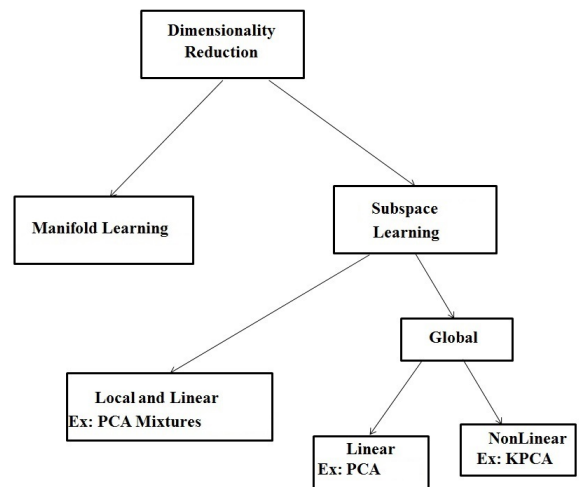 Dimensionality
Reduction
Manifold Learning
Subspace
Learning
Global
Local and Linear
Ex: PCA Mixtures
Linear
Ex: PCA
NonLinear
Ex: KPCA